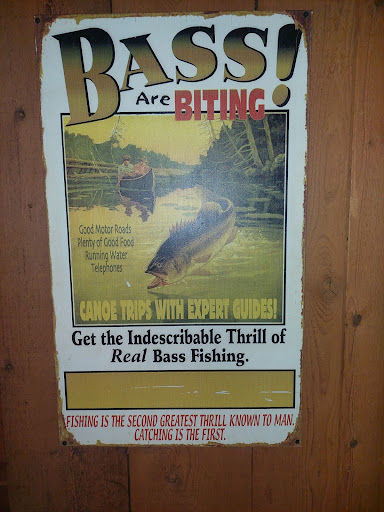 BASS!
Are BITING
Good Motor Roads
Plenty of Good Food
Running Water
Telephones
CANOE TRIPS WITH EXPERT GUIDES!
Get the Indescribable Thrill of
Real Bass Fishing.
FISHING IS THE SECOND GREATEST THRILL KNOWN TO MAN.
CATCHING IS THE FIRST.